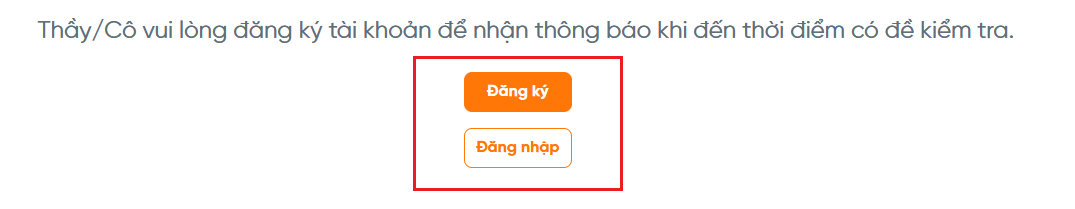 Thầy/Cô vui lòng đăng ký tài khoản để nhận thông báo khi đến thời điểm có đề kiểm tra.
Đăng ký
Đăng nhập